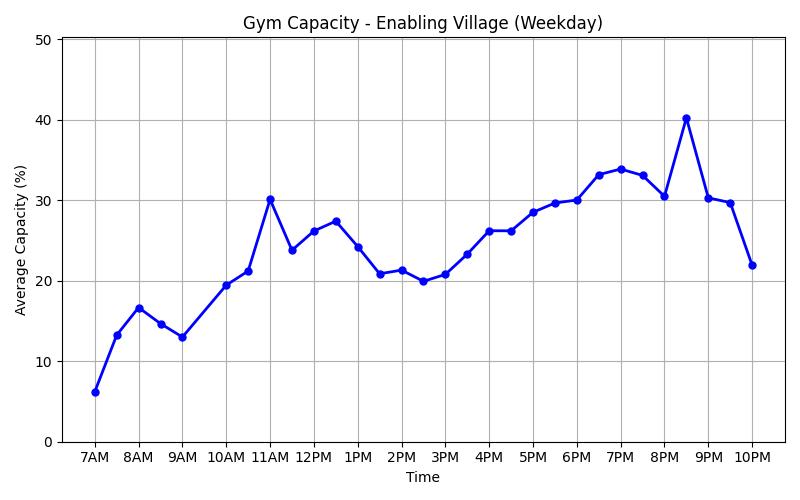 Gym Capacity - Enabling Village (Weekday)
50
40
30
20
10
0
Average Capacity (%)
7AM 8AM 9AM 10AM 11AM 12PM 1PM 2PM 3PM 4PM 5PM 6PM 7PM 8PM 9PM 10PM
Time